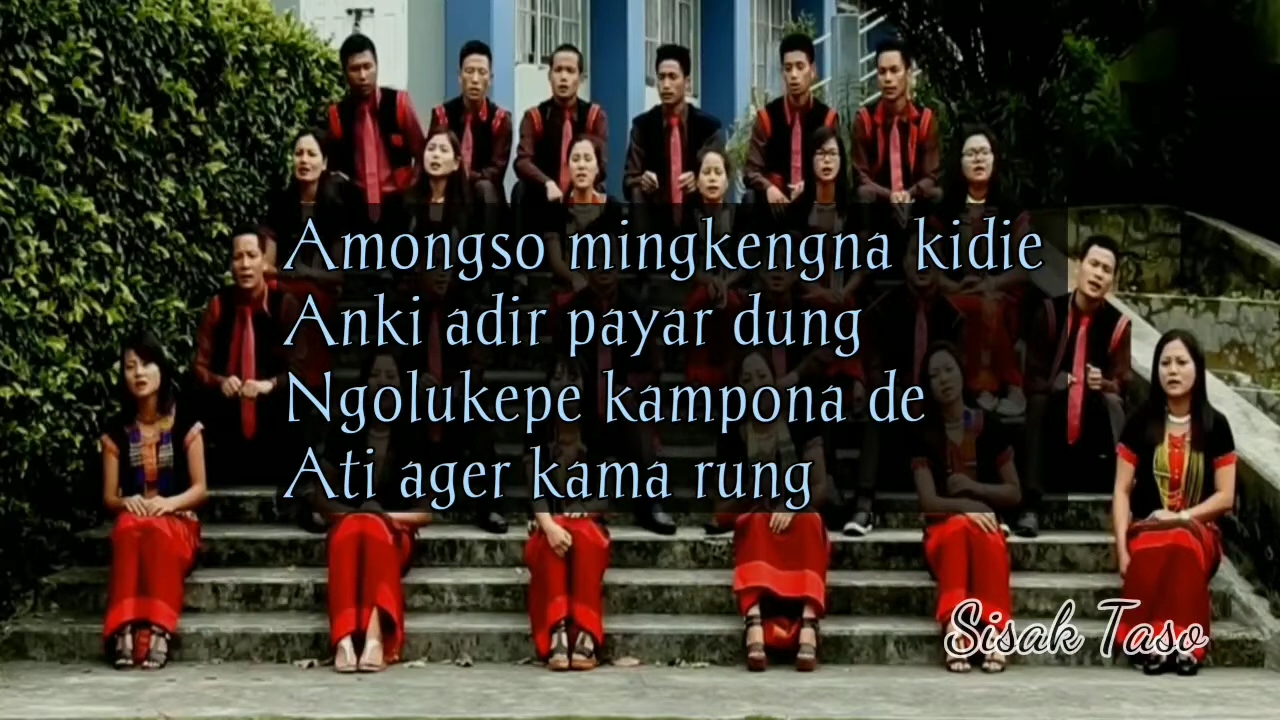 Amongso mingkengna kidie
Anki adir payar dung
Ngolukepe kampona de
Ati ager kama rung
Sisak Taso